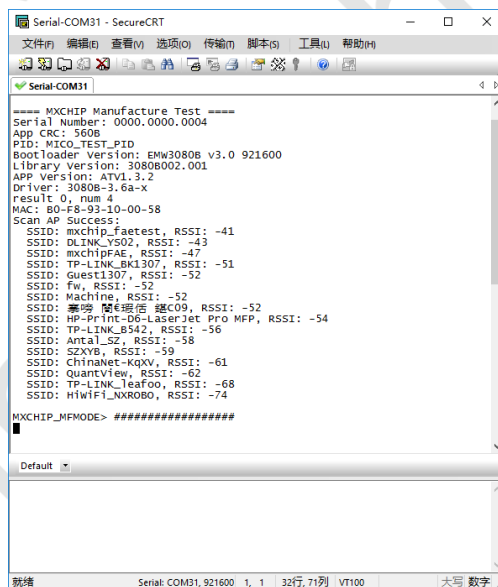 Serial-COM31 - SecureCRT
文件(F) 编辑(E) 查看(V) 选项(O) 传输(T) 脚本(S) 工具(L) 帮助(H)
Serial-COM31
==== MXCHIP Manufacture Test ====
Serial Number: 0000.0000.0004
App CRC: 560B
PID: MICO_TEST_PID
Bootloader Version: EMW3080B v3.0 921600
Library Version: 3080B002.001
APP Version: ATV1.3.2
Driver: 3080B-3.6a-x
result 0, num 4
MAC: B0-F8-93-10-00-58
Scan AP Success:
SSID: mxchip_faetest, RSSI: -41
SSID: DLINK_YS02, RSSI: -43
SSID: mxchipFAE, RSSI: -47
SSID: TP-LINK_BK1307, RSSI: -51
SSID: Guest1307, RSSI: -52
SSID: fw, RSSI: -52
SSID: Machine, RSSI: -52
SSID: C09, RSSI: -52
SSID: HP-Print-D6-LaserJet Pro MFP, RSSI: -54
SSID: TP-LINK_B542, RSSI: -56
SSID: Antal_SZ, RSSI: -58
SSID: SZXYB, RSSI: -59
SSID: ChinaNet-KqXV, RSSI: -61
SSID: QuantView, RSSI: -62
SSID: TP-LINK_leafoo, RSSI: -68
SSID: HiWiFi_NXROBO, RSSI: -74
MXCHIP_MFMODE> ##################
Default
就绪 Serial: COM31, 921600 1, 1 32行, 71列 VT100 大写 数字